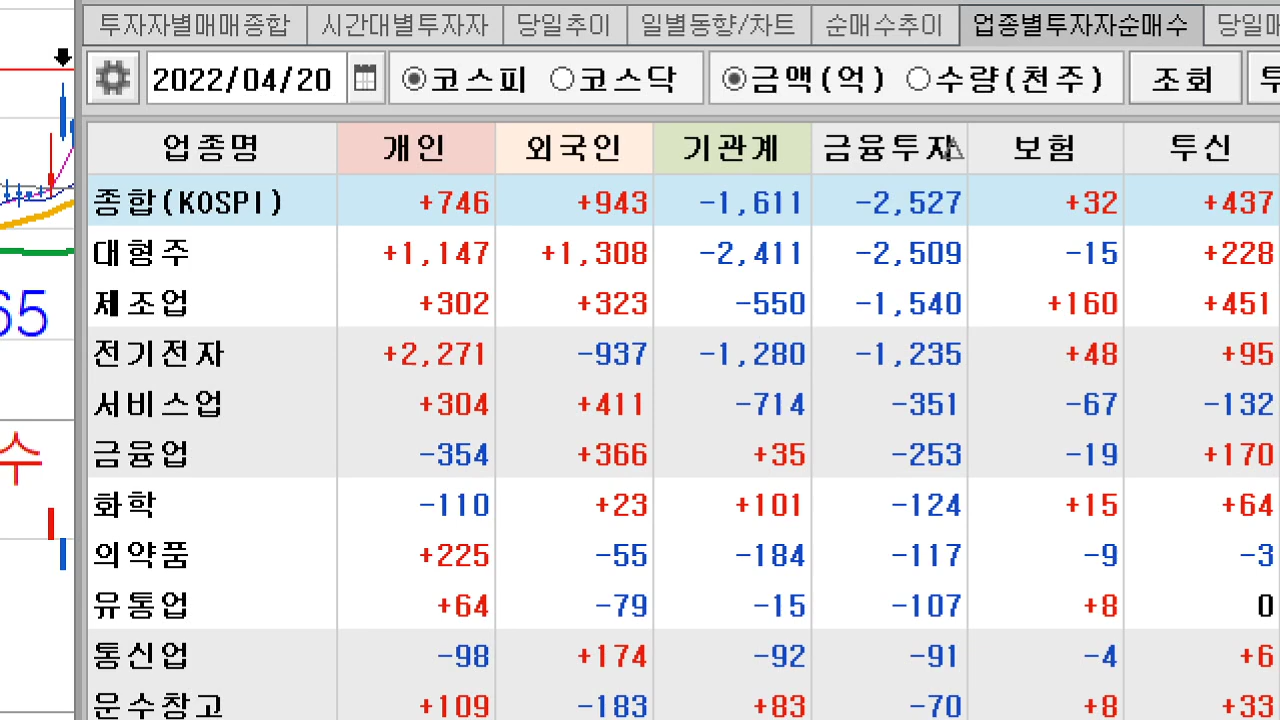 투자자별매매종합 시간대별투자자 당일추이 일별동향/차트 순매수추이 업종별투자자순매수 당일매
2022/04/20 코스피 코스닥 금액(억) 수량(천주) 조회 투
업종명 개인 외국인 기관계 금융투자 보험 투신
종합(KOSPI) +746 +943 -1,611 -2,527 +32 +437
대형주 +1,147 +1,308 -2,411 -2,509 -15 +228
제조업 +302 +323 -550 -1,540 +160 +451
65
전기전자 +2,271 -937 -1,280 -1,235 +48 +95
서비스업 +304 +411 -714 -351 -67 -132
수
금융업 -354 +366 +35 -253 -19 +170
화학 -110 +23 +101 -124 +15 +64
의약품 +225 -55 -184 -117 -9 -3
유통업 +64 -79 -15 -107 +8 0
통신업 -98 +174 -92 -91 -4 +6
운수창고 +109 -183 +83 -70 +8 +33